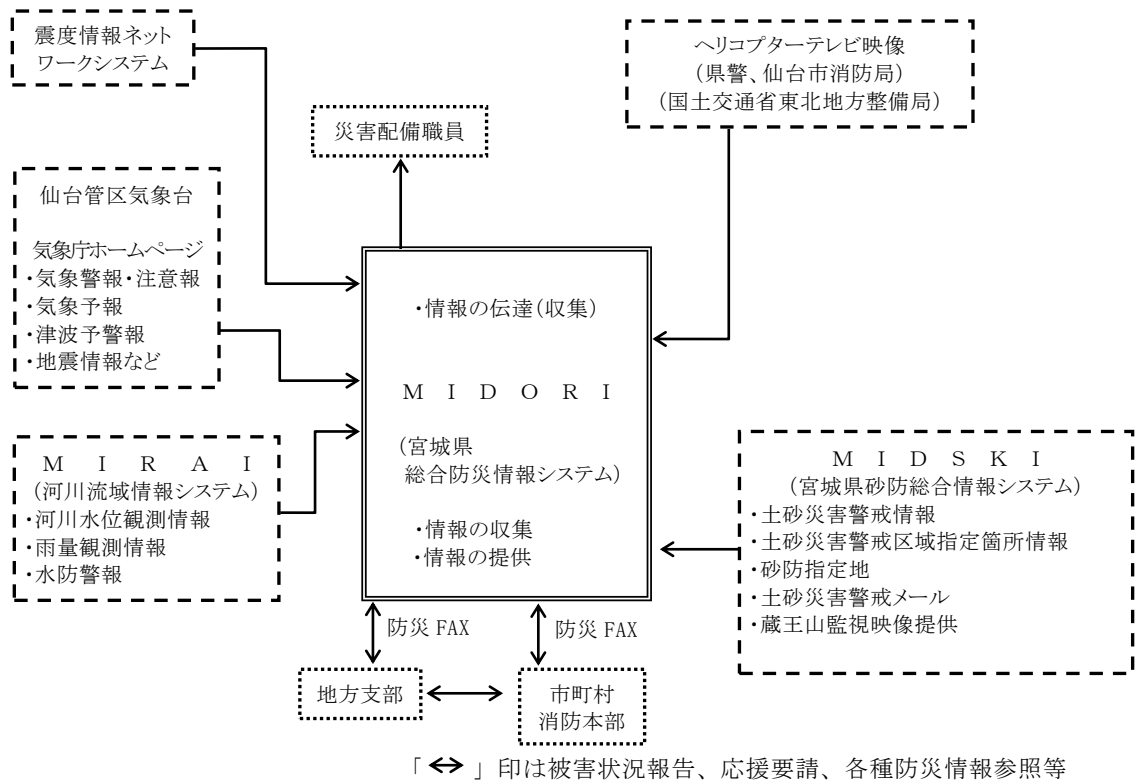 震度情報ネット
ワークシステム
ヘリコプターテレビ映像
(県警、仙台市消防局)
(国土交通省東北地方整備局)
災害配備職員
仙台管区気象台
気象庁ホームページ
・気象警報・注意報
・気象予報
・津波予警報
・地震情報など
・情報の伝達(収集)
M I D O R I
(宮城県
総合防災情報システム)
・情報の収集
・情報の提供
M I R A I
(河川流域情報システム)
・河川水位観測情報
・雨量観測情報
・水防警報
M I D S K I
(宮城県砂防総合情報システム)
・土砂災害警戒情報
・土砂災害警戒区域指定箇所情報
・砂防指定地
・土砂災害警戒メール
・蔵王山監視映像提供
防災 FAX
防災 FAX
地方支部
市町村
消防本部
「 ⟷ 」印は被害状況報告、応援要請、各種防災情報参照等